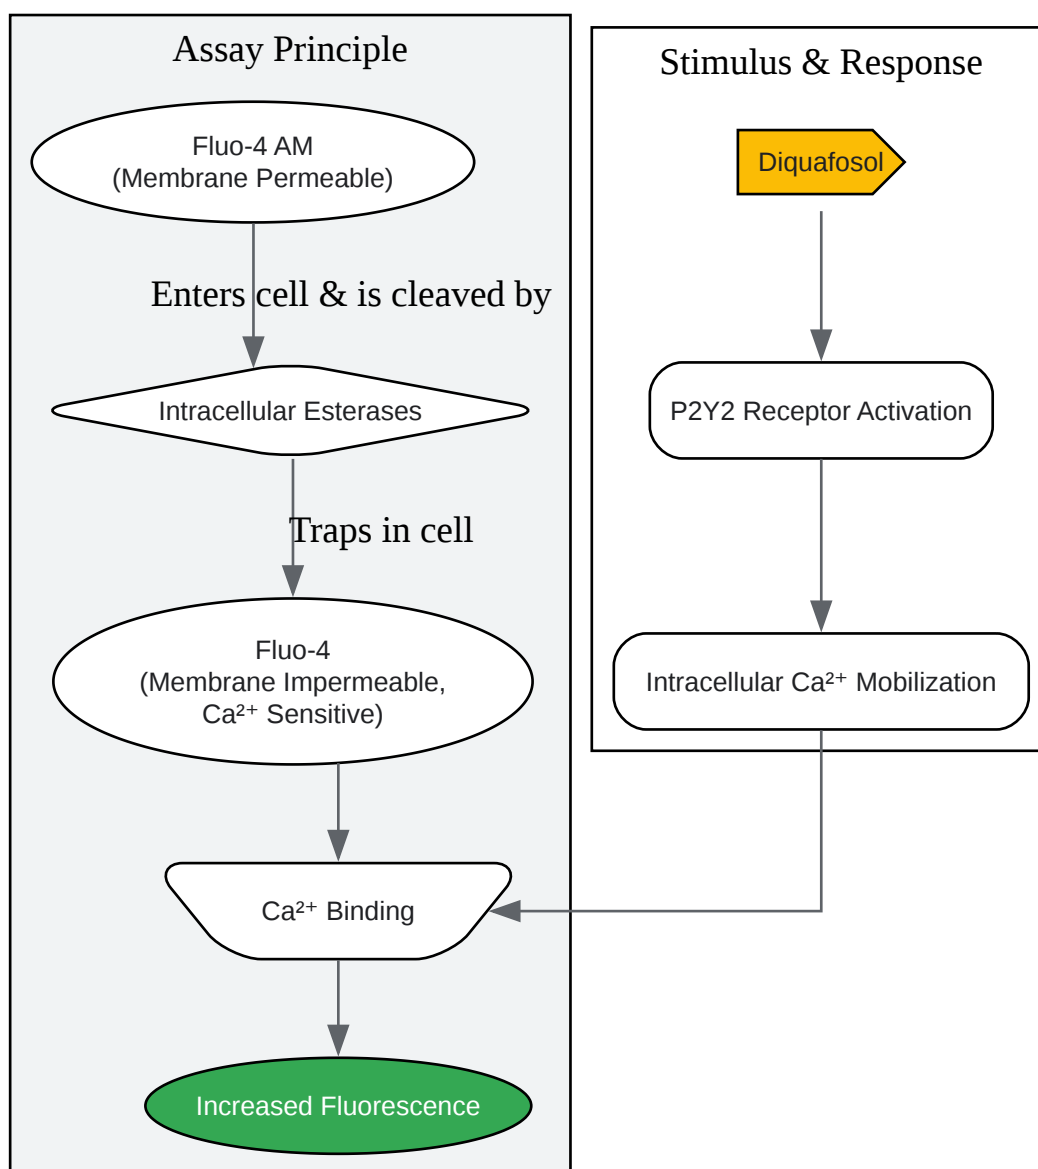 Assay Principle
Fluo-4 AM
(Membrane Permeable)
Enters cell & is cleaved by
Intracellular Esterases
Traps in cell
Fluo-4
(Membrane Impermeable,
Ca²⁺ Sensitive)
Ca²⁺ Binding
Increased Fluorescence
Stimulus & Response
Diquafosol
P2Y2 Receptor Activation
Intracellular Ca²⁺ Mobilization